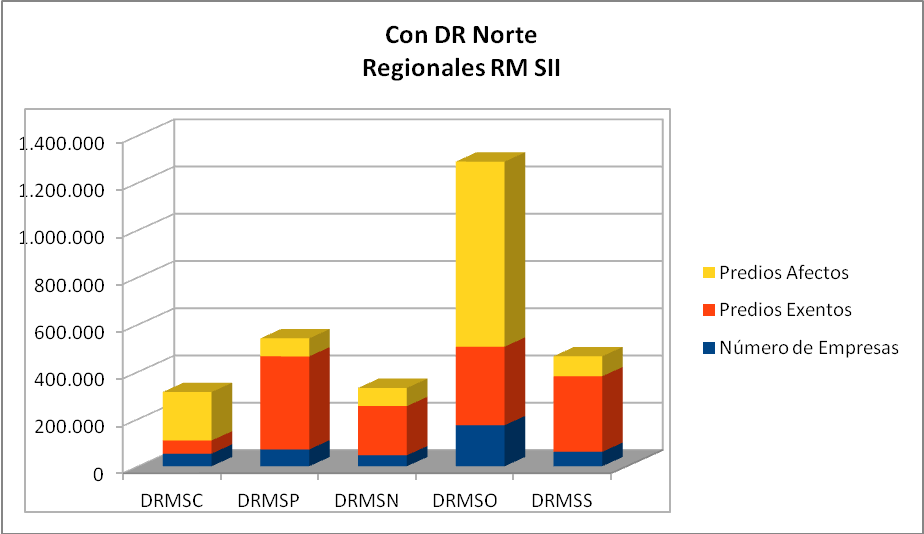 Con DR Norte
Regionales RM SII
1.400.000
1.200.000
1.000.000
800.000
600.000
400.000
200.000
0
DRMSC
DRMSP
DRMSN
DRMSO
DRMSS
Predios Afectos
Predios Exentos
Número de Empresas